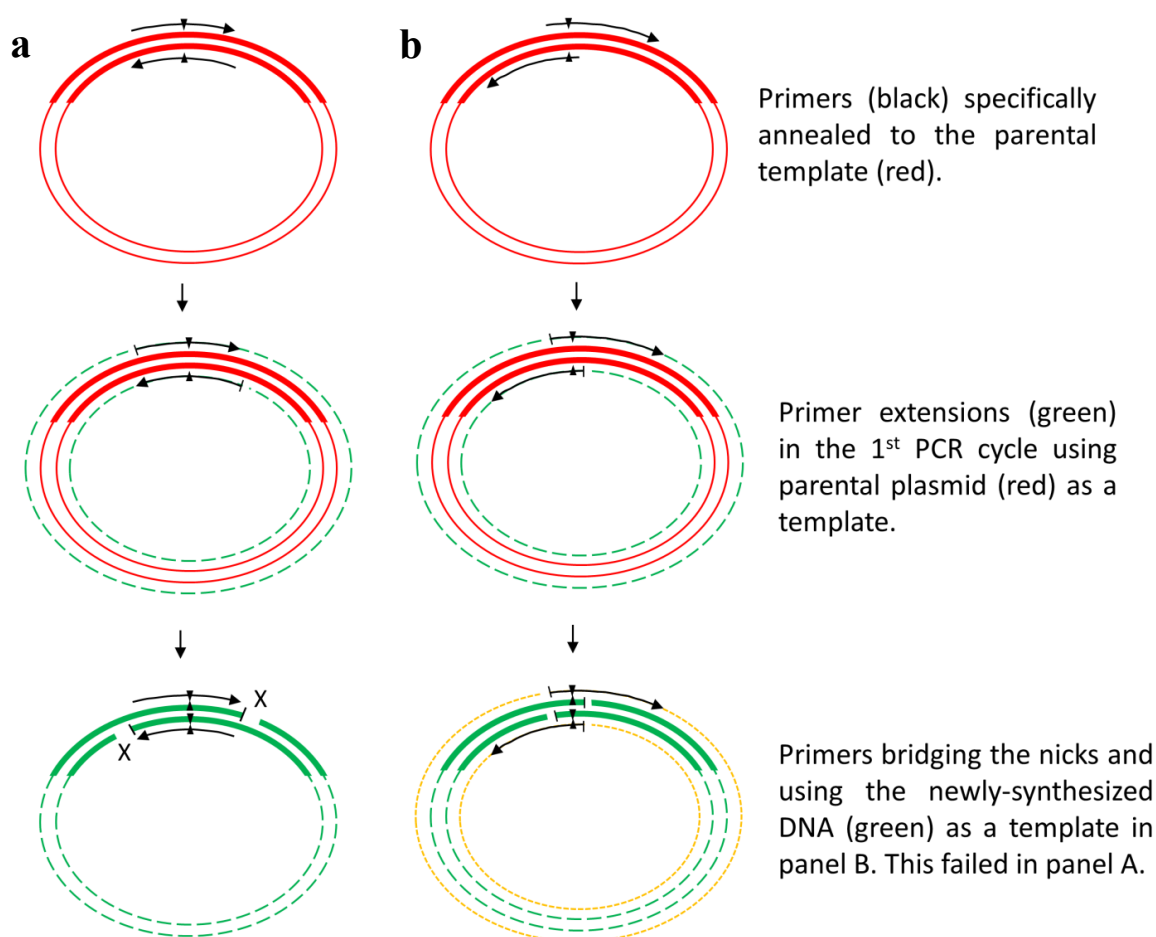 a
b
Primers (black) specifically
annealed to the parental
template (red).
Primer extensions (green)
in the 1st PCR cycle using
parental plasmid (red) as a
template.
X
X
Primers bridging the nicks and
using the newly-synthesized
DNA (green) as a template in
panel B. This failed in panel A.